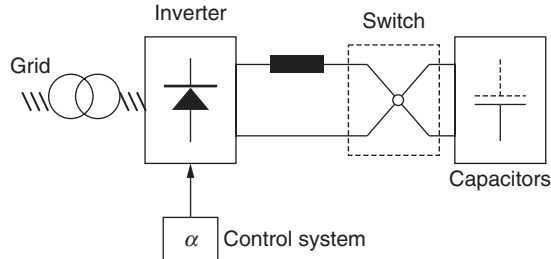 Inverter
Switch
Grid
Capacitors
α
Control system